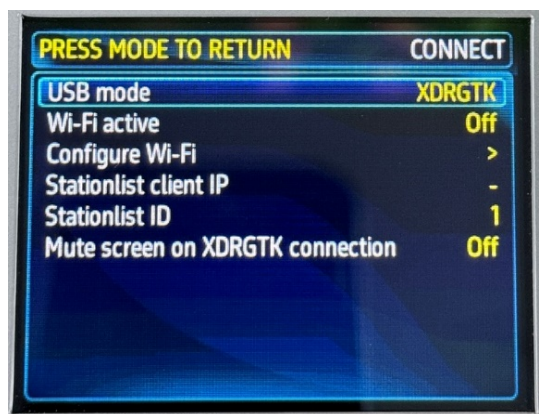 PRESS MODE TO RETURN CONNECT
USB mode XDRGTK
Wi-Fi active Off
Configure Wi-Fi >
Stationlist client IP -
Stationlist ID 1
Mute screen on XDRGTK connection Off